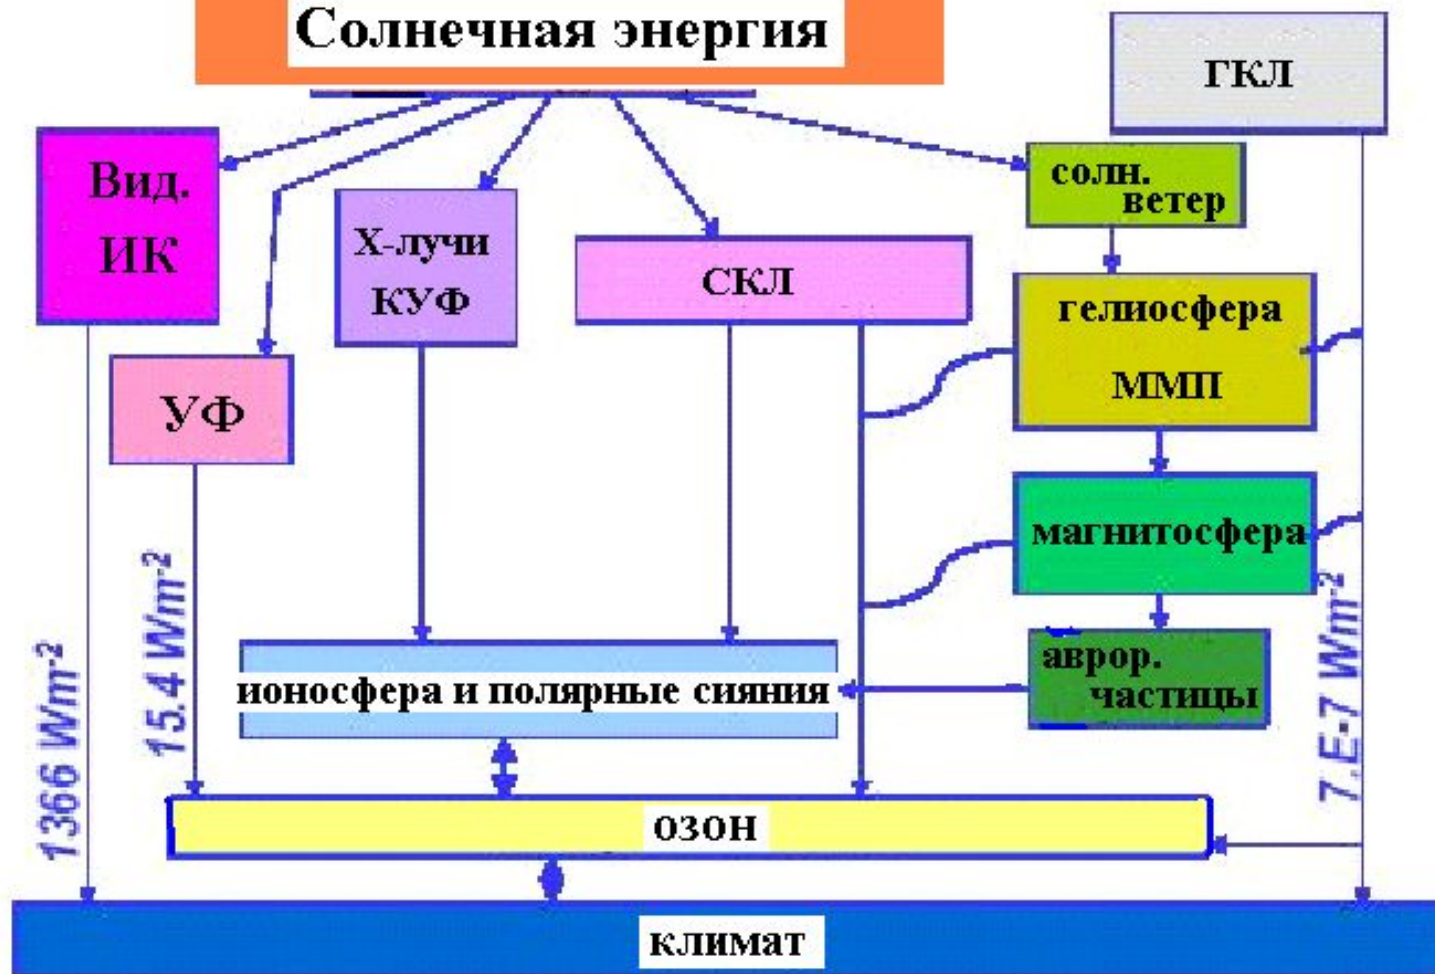 Солнечная энергия
ГКЛ
Вид.
ИК
солн.
ветер
Х-лучи
КУФ
СКЛ
гелиосфера
ММП
УФ
магнитосфера
1366 Wm-2
15.4 Wm-2
7.E-7 Wm-2
аврор.
частицы
ионосфера и полярные сияния
озон
климат